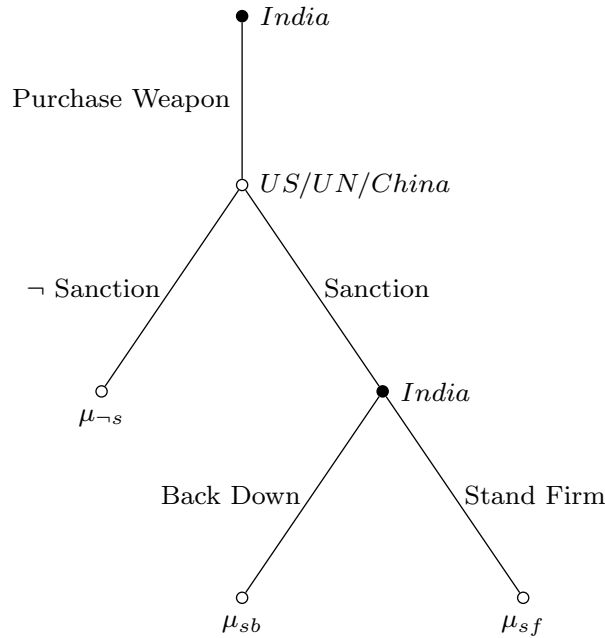 India
Purchase Weapon
US/UN/China
¬ Sanction
Sanction
μ¬s
India
Back Down
Stand Firm
μsb
μsf